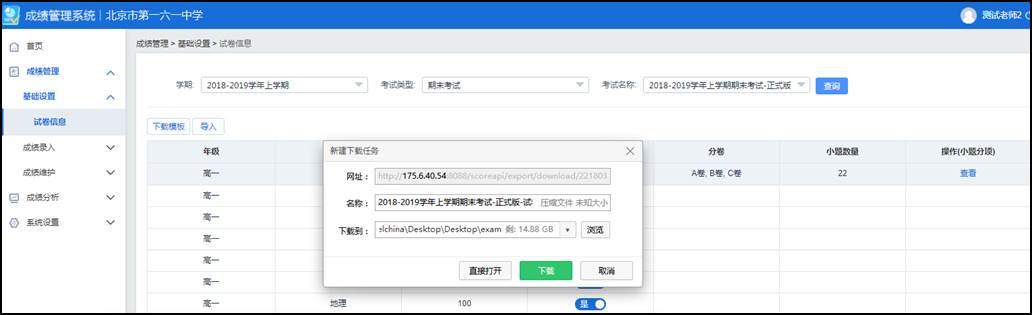 成绩管理系统 | 北京市第一六一中学
测试老师2
首页
成绩管理
基础设置
试卷信息
成绩录入
成绩维护
成绩分析
系统设置
成绩管理 > 基础设置 > 试卷信息
学期: 2018-2019学年上学期 考试类型: 期末考试 考试名称: 2018-2019学年上学期期末考试-正式版 查询
下载模板 导入
年级 分卷 小题数量 操作(小题分项)
高一 A卷, B卷, C卷 22 查看
高一
高一
高一
高一
高一
高一 地理 100 是
新建下载任务
网址: http://175.6.40.54:8088/scoreapi/export/download/221803
名称: 2018-2019学年上学期期末考试-正式版-试 压缩文件 未知大小
下载到: elchina\Desktop\Desktop\exam 剩: 14.88 GB 浏览
直接打开 下载 取消